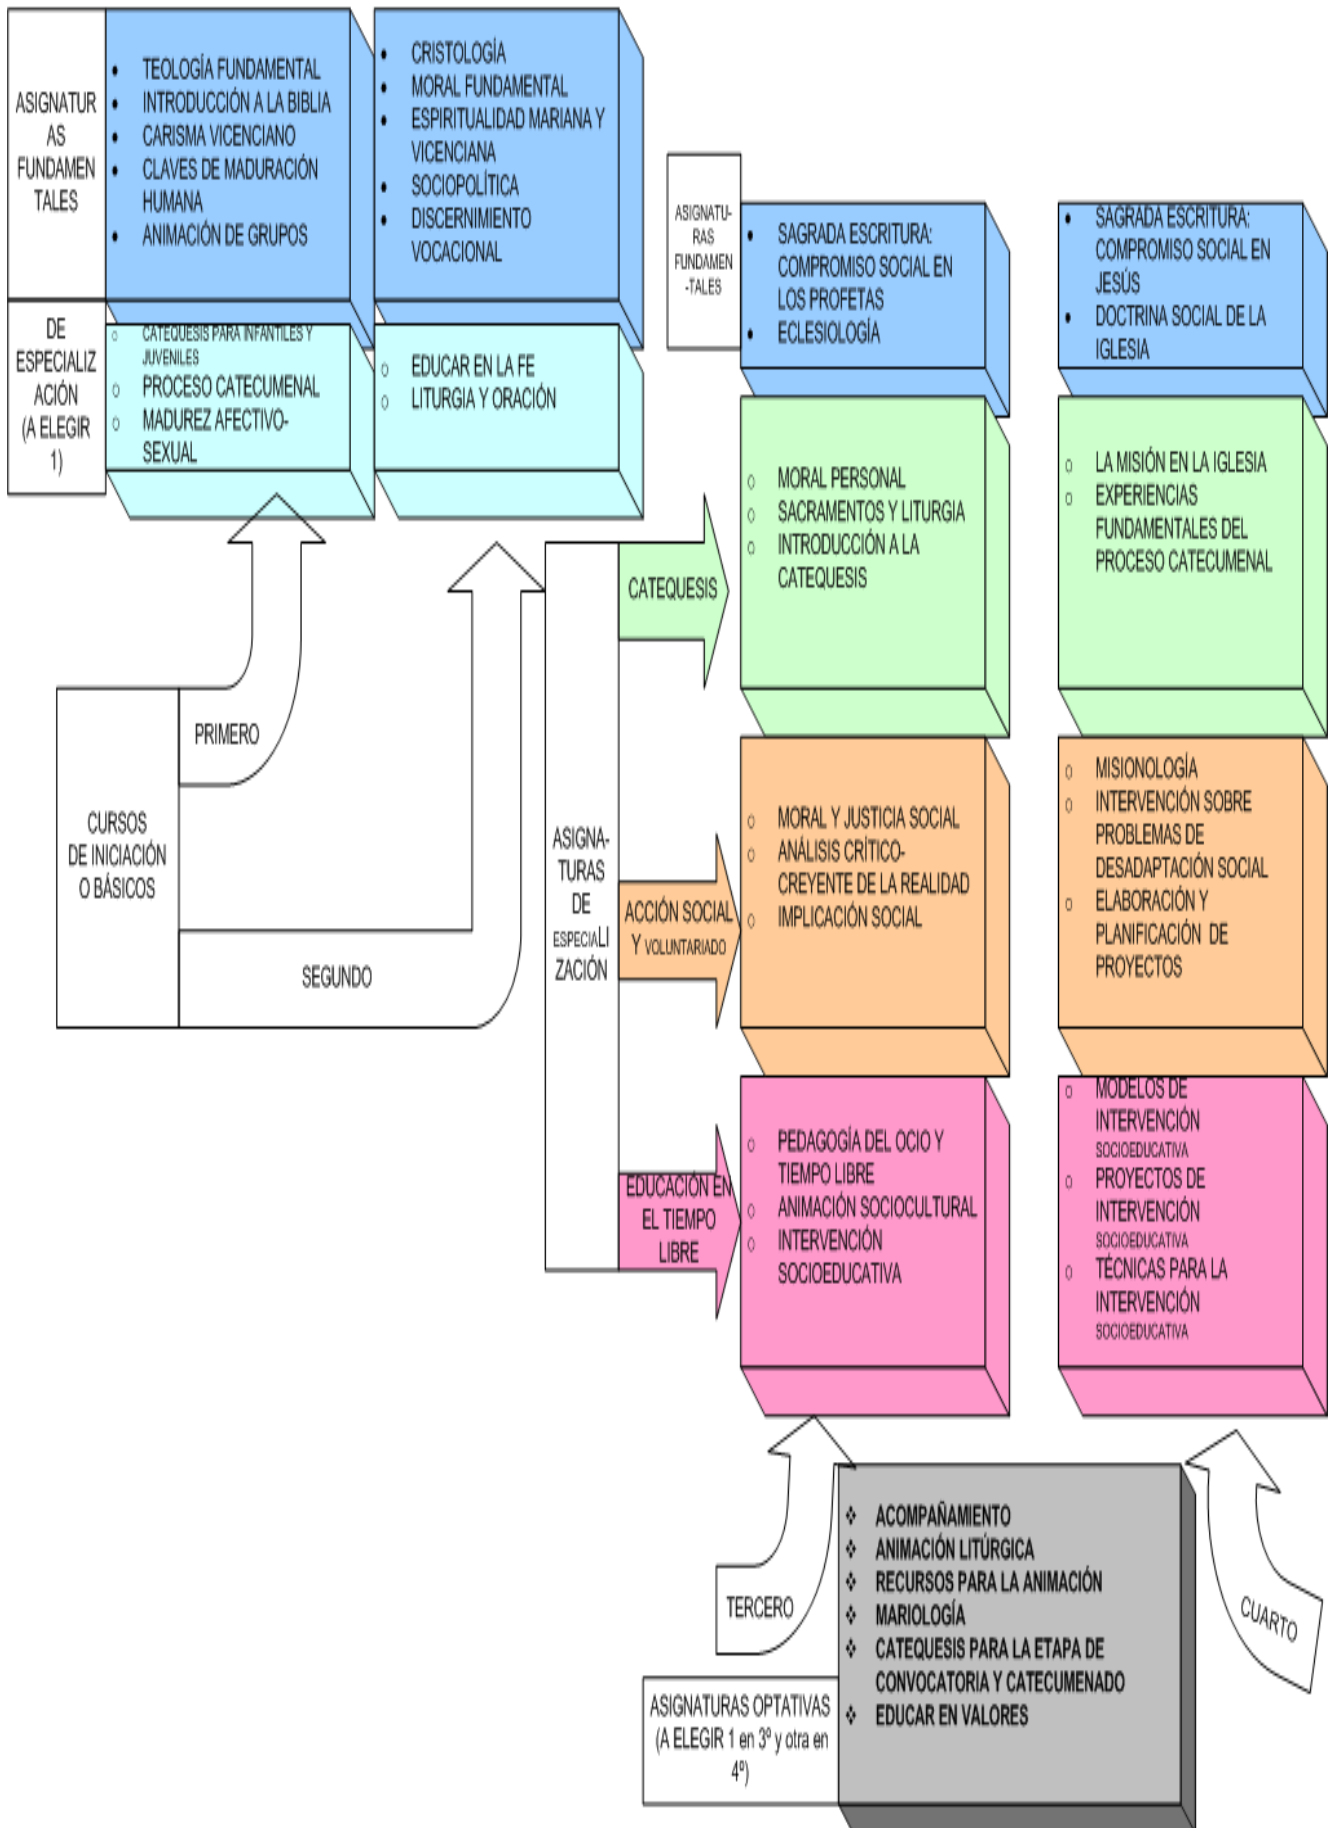 ASIGNATUR
AS
FUNDAMEN
TALES
• TEOLOGÍA FUNDAMENTAL
• INTRODUCCIÓN A LA BIBLIA
• CARISMA VICENCIANO
• CLAVES DE MADURACIÓN
HUMANA
• ANIMACIÓN DE GRUPOS
• CRISTOLOGÍA
• MORAL FUNDAMENTAL
• ESPIRITUALIDAD MARIANA Y
VICENCIANA
• SOCIOPOLÍTICA
• DISCERNIMIENTO
VOCACIONAL
DE
ESPECIALIZ
ACIÓN
(A ELEGIR
1)
○ CATEQUESIS PARA INFANTILES Y
JUVENILES
○ PROCESO CATECUMENAL
○ MADUREZ AFECTIVO-
SEXUAL
○ EDUCAR EN LA FE
○ LITURGIA Y ORACIÓN
ASIGNATU-
RAS
FUNDAMEN
-TALES
• SAGRADA ESCRITURA:
COMPROMISO SOCIAL EN
LOS PROFETAS
• ECLESIOLOGÍA
• SAGRADA ESCRITURA:
COMPROMISO SOCIAL EN
JESÚS
• DOCTRINA SOCIAL DE LA
IGLESIA
CURSOS
DE INICIACIÓN
O BÁSICOS
PRIMERO
SEGUNDO
ASIGNA-
TURAS
DE
ESPECIALI
ZACIÓN
CATEQUESIS
○ MORAL PERSONAL
○ SACRAMENTOS Y LITURGIA
○ INTRODUCCIÓN A LA
CATEQUESIS
○ LA MISIÓN EN LA IGLESIA
○ EXPERIENCIAS
FUNDAMENTALES DEL
PROCESO CATECUMENAL
ACCIÓN SOCIAL
Y VOLUNTARIADO
○ MORAL Y JUSTICIA SOCIAL
○ ANÁLISIS CRÍTICO-
CREYENTE DE LA REALIDAD
○ IMPLICACIÓN SOCIAL
○ MISIONOLOGÍA
○ INTERVENCIÓN SOBRE
PROBLEMAS DE
DESADAPTACIÓN SOCIAL
○ ELABORACIÓN Y
PLANIFICACIÓN DE
PROYECTOS
EDUCACIÓN EN
EL TIEMPO
LIBRE
○ PEDAGOGÍA DEL OCIO Y
TIEMPO LIBRE
○ ANIMACIÓN SOCIOCULTURAL
○ INTERVENCIÓN
SOCIOEDUCATIVA
○ MODELOS DE
INTERVENCIÓN
SOCIOEDUCATIVA
○ PROYECTOS DE
INTERVENCIÓN
SOCIOEDUCATIVA
○ TÉCNICAS PARA LA
INTERVENCIÓN
SOCIOEDUCATIVA
TERCERO
CUARTO
ASIGNATURAS OPTATIVAS
(A ELEGIR 1 en 3º y otra en
4º)
❖ ACOMPAÑAMIENTO
❖ ANIMACIÓN LITÚRGICA
❖ RECURSOS PARA LA ANIMACIÓN
❖ MARIOLOGÍA
❖ CATEQUESIS PARA LA ETAPA DE
CONVOCATORIA Y CATECUMENADO
❖ EDUCAR EN VALORES